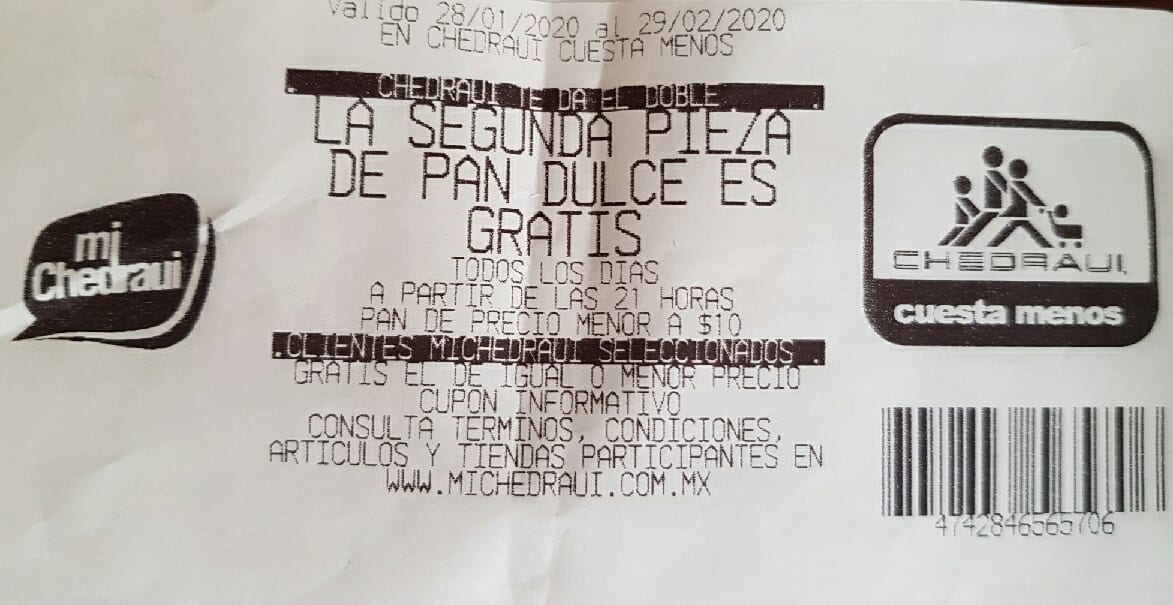 Valido 28/01/2020 al 29/02/2020
EN CHEDRAUI CUESTA MENOS
. CHEDRAUI TE DA EL DOBLE .
LA SEGUNDA PIEZA
DE PAN DULCE ES
GRATIS
TODOS LOS DIAS
A PARTIR DE LAS 21 HORAS
PAN DE PRECIO MENOR A $10
.CLIENTES MICHEDRAUI SELECCIONADOS .
GRATIS EL DE IGUAL O MENOR PRECIO
CUPON INFORMATIVO
CONSULTA TERMINOS, CONDICIONES,
ARTICULOS Y TIENDAS PARTICIPANTES EN
WWW.MICHEDRAUI.COM.MX
mi
Chedraui
CHEDRAUI
cuesta menos
4742846565706